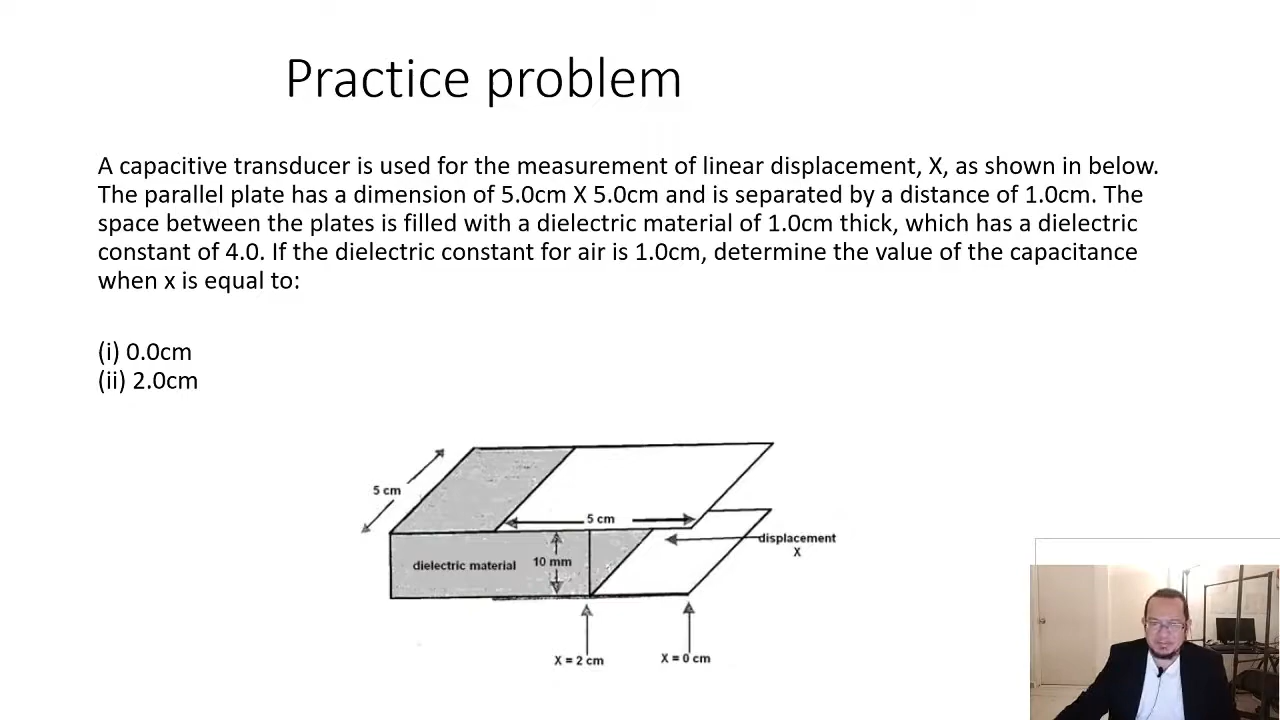 Practice problem
A capacitive transducer is used for the measurement of linear displacement, X, as shown in below.
The parallel plate has a dimension of 5.0cm X 5.0cm and is separated by a distance of 1.0cm. The
space between the plates is filled with a dielectric material of 1.0cm thick, which has a dielectric
constant of 4.0. If the dielectric constant for air is 1.0cm, determine the value of the capacitance
when x is equal to:
(i) 0.0cm
(ii) 2.0cm
5 cm
5 cm
displacement
X
dielectric material
10 mm
X = 2 cm
X = 0 cm